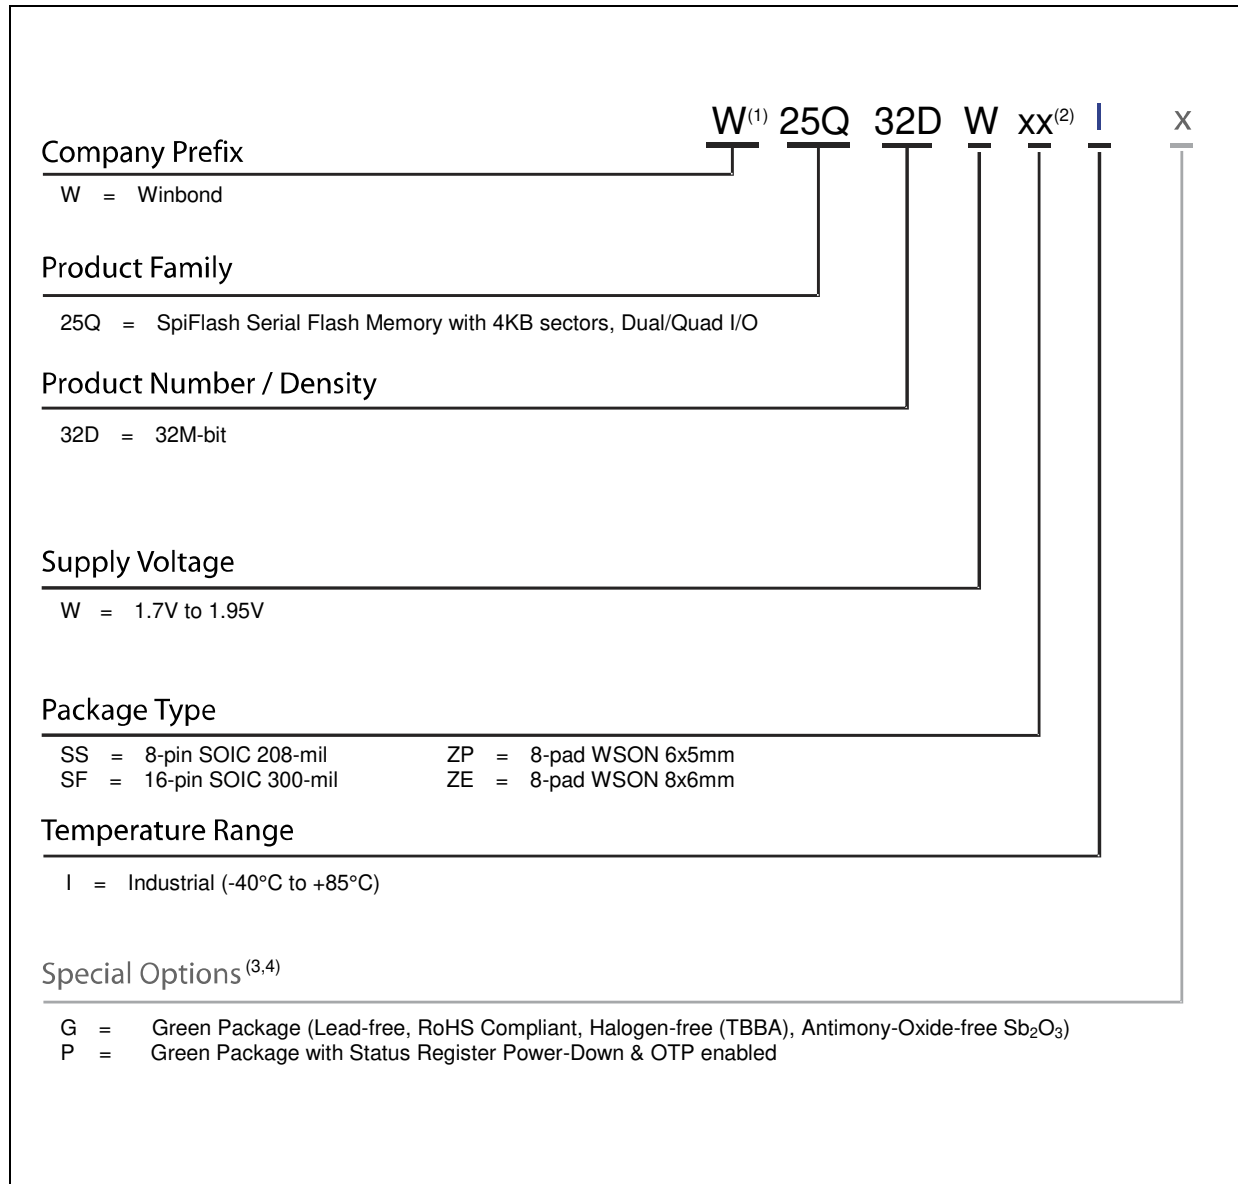 W(1) 25Q 32D W xx(2) I x
Company Prefix
W = Winbond
Product Family
25Q = SpiFlash Serial Flash Memory with 4KB sectors, Dual/Quad I/O
Product Number / Density
32D = 32M-bit
Supply Voltage
W = 1.7V to 1.95V
Package Type
SS = 8-pin SOIC 208-mil ZP = 8-pad WSON 6x5mm
SF = 16-pin SOIC 300-mil ZE = 8-pad WSON 8x6mm
Temperature Range
I = Industrial (-40°C to +85°C)
Special Options (3,4)
G = Green Package (Lead-free, RoHS Compliant, Halogen-free (TBBA), Antimony-Oxide-free Sb₂O₃)
P = Green Package with Status Register Power-Down & OTP enabled